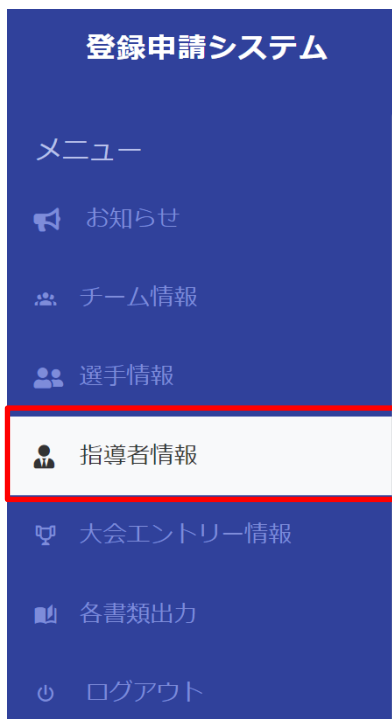 登録申請システム
メニュー
お知らせ
チーム情報
選手情報
指導者情報
大会エントリー情報
各書類出力
ログアウト